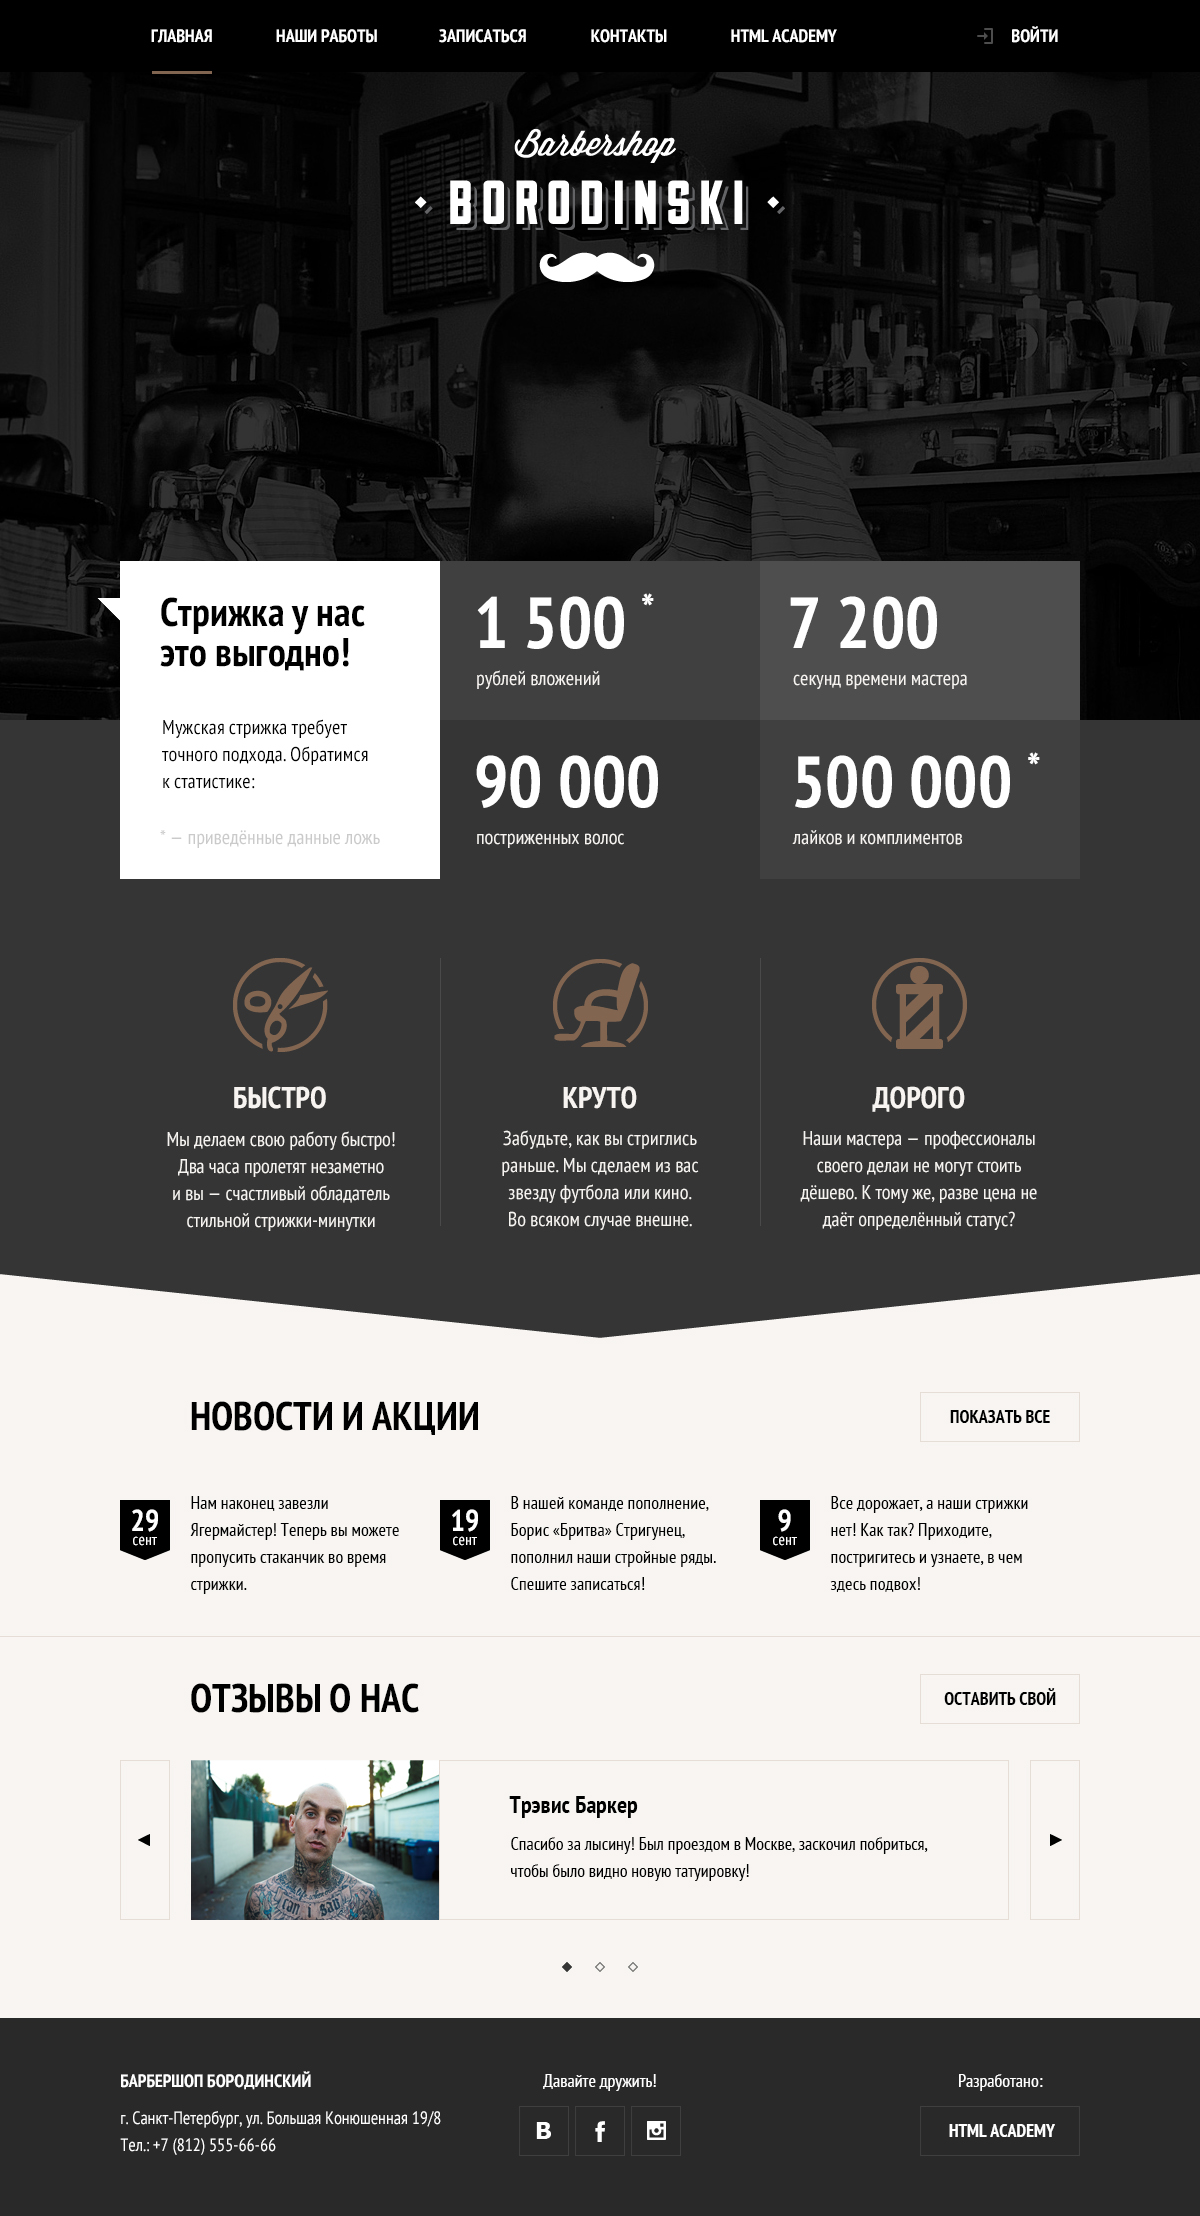 ГЛАВНАЯ НАШИ РАБОТЫ ЗАПИСАТЬСЯ КОНТАКТЫ HTML ACADEMY ВОЙТИ
Barbershop
BORODINSKI
Стрижка у нас
это выгодно!
Мужская стрижка требует
точного подхода. Обратимся
к статистике:
* — приведённые данные ложь
1 500 *
рублей вложений
7 200
секунд времени мастера
90 000
постриженных волос
500 000 *
лайков и комплиментов
БЫСТРО
Мы делаем свою работу быстро!
Два часа пролетят незаметно
и вы — счастливый обладатель
стильной стрижки-минутки
КРУТО
Забудьте, как вы стриглись
раньше. Мы сделаем из вас
звезду футбола или кино.
Во всяком случае внешне.
ДОРОГО
Наши мастера — профессионалы
своего делаи не могут стоить
дёшево. К тому же, разве цена не
даёт определённый статус?
НОВОСТИ И АКЦИИ
ПОКАЗАТЬ ВСЕ
29
сент
Нам наконец завезли
Ягермайстер! Теперь вы можете
пропустить стаканчик во время
стрижки.
19
сент
В нашей команде пополнение,
Борис «Бритва» Стригунец,
пополнил наши стройные ряды.
Спешите записаться!
9
сент
Все дорожает, а наши стрижки
нет! Как так? Приходите,
постригитесь и узнаете, в чем
здесь подвох!
ОТЗЫВЫ О НАС
ОСТАВИТЬ СВОЙ
can i say
Трэвис Баркер
Спасибо за лысину! Был проездом в Москве, заскочил побриться,
чтобы было видно новую татуировку!
БАРБЕРШОП БОРОДИНСКИЙ
г. Санкт-Петербург, ул. Большая Конюшенная 19/8
Тел.: +7 (812) 555-66-66
Давайте дружить!
B f
Разработано:
HTML ACADEMY